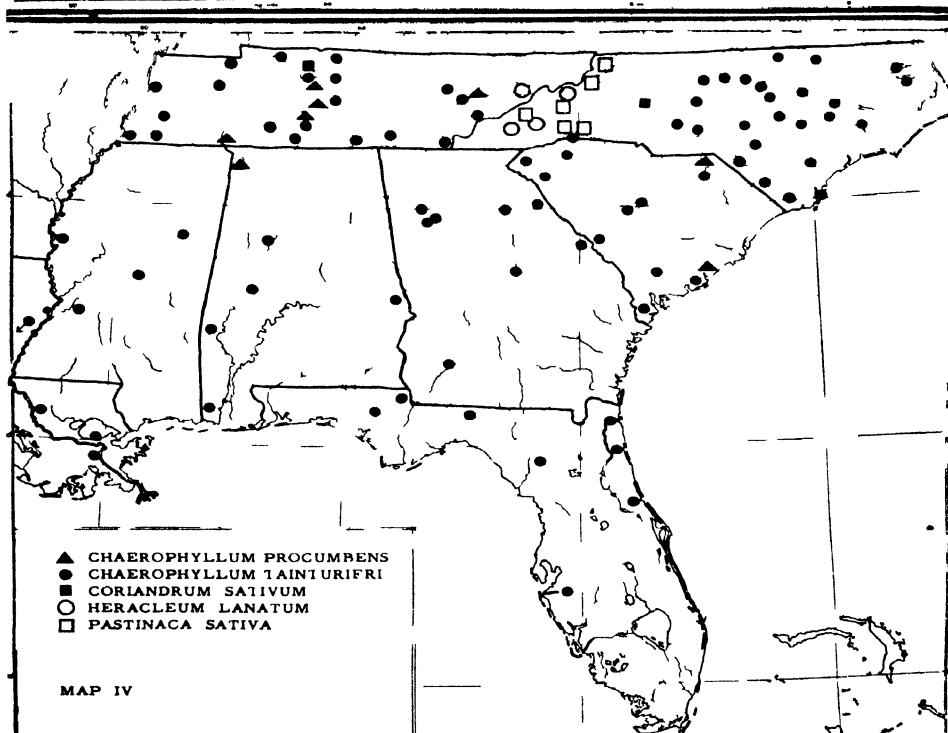 CHAEROPHYLLUM PROCUMBENS
CHAEROPHYLLUM TAINTURIFRI
CORIANDRUM SATIVUM
HERACLEUM LANATUM
PASTINACA SATIVA
MAP IV